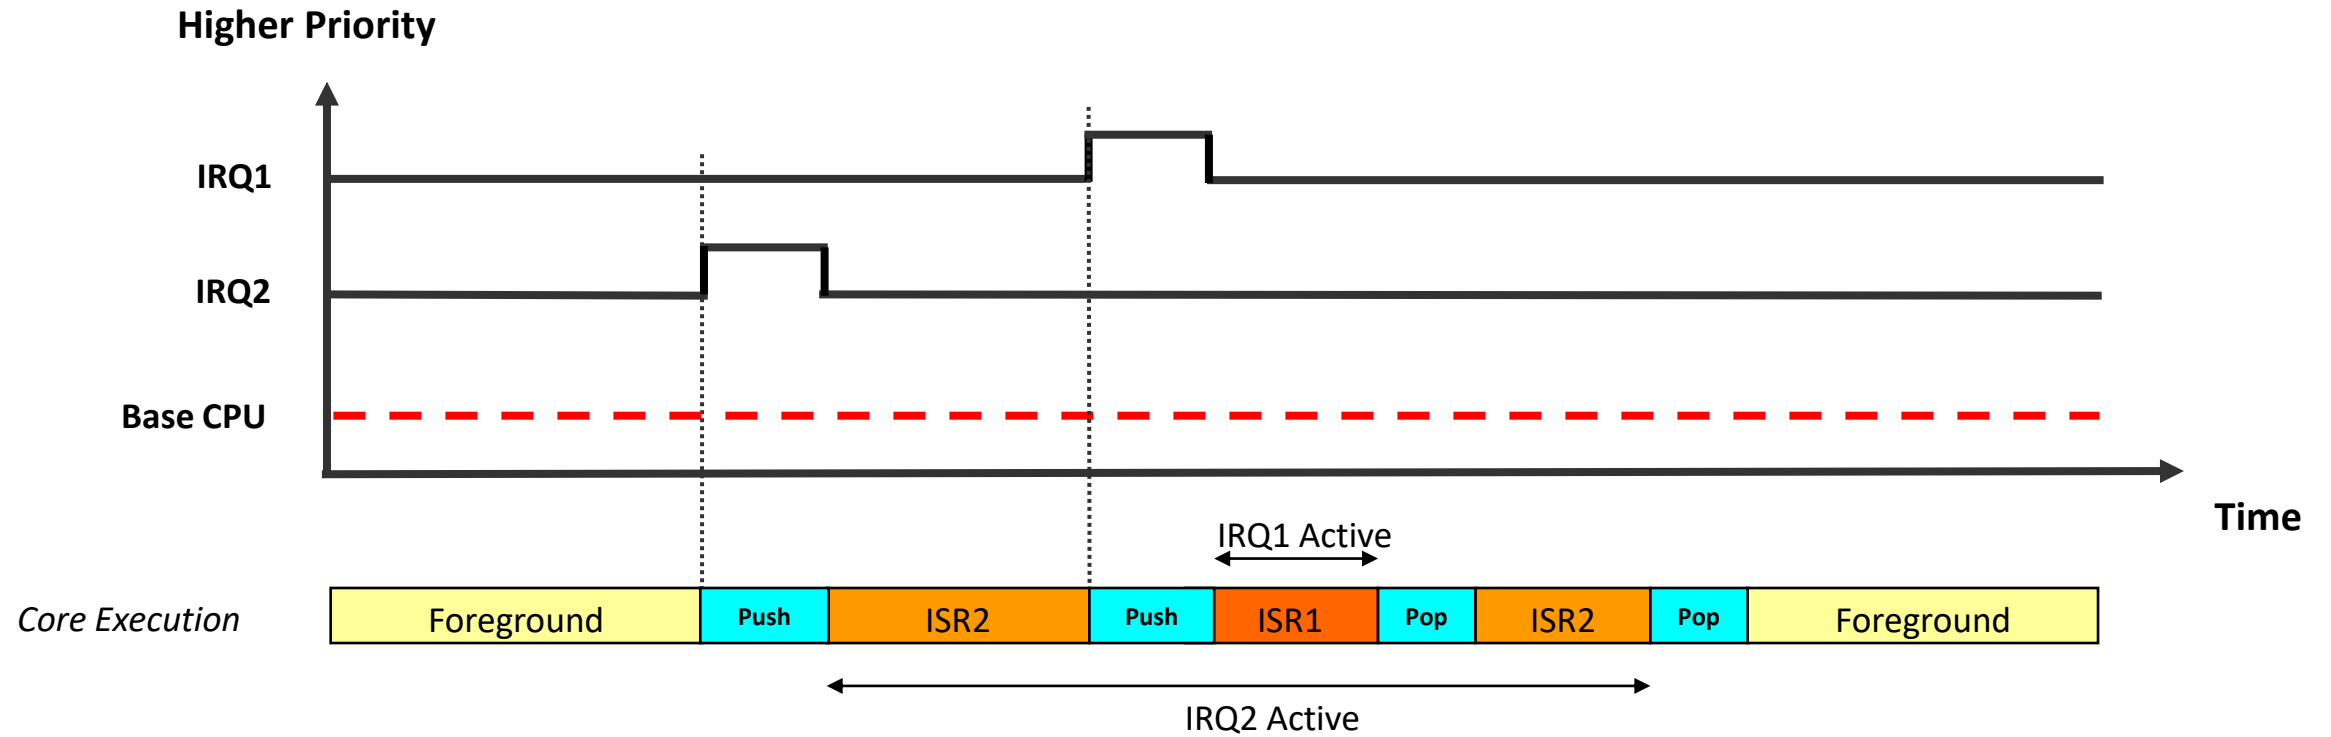 Higher Priority
IRQ1
IRQ2
Base CPU
Time
IRQ1 Active
Core Execution
Foreground
Push
ISR2
Push
ISR1
Pop
ISR2
Pop
Foreground
IRQ2 Active